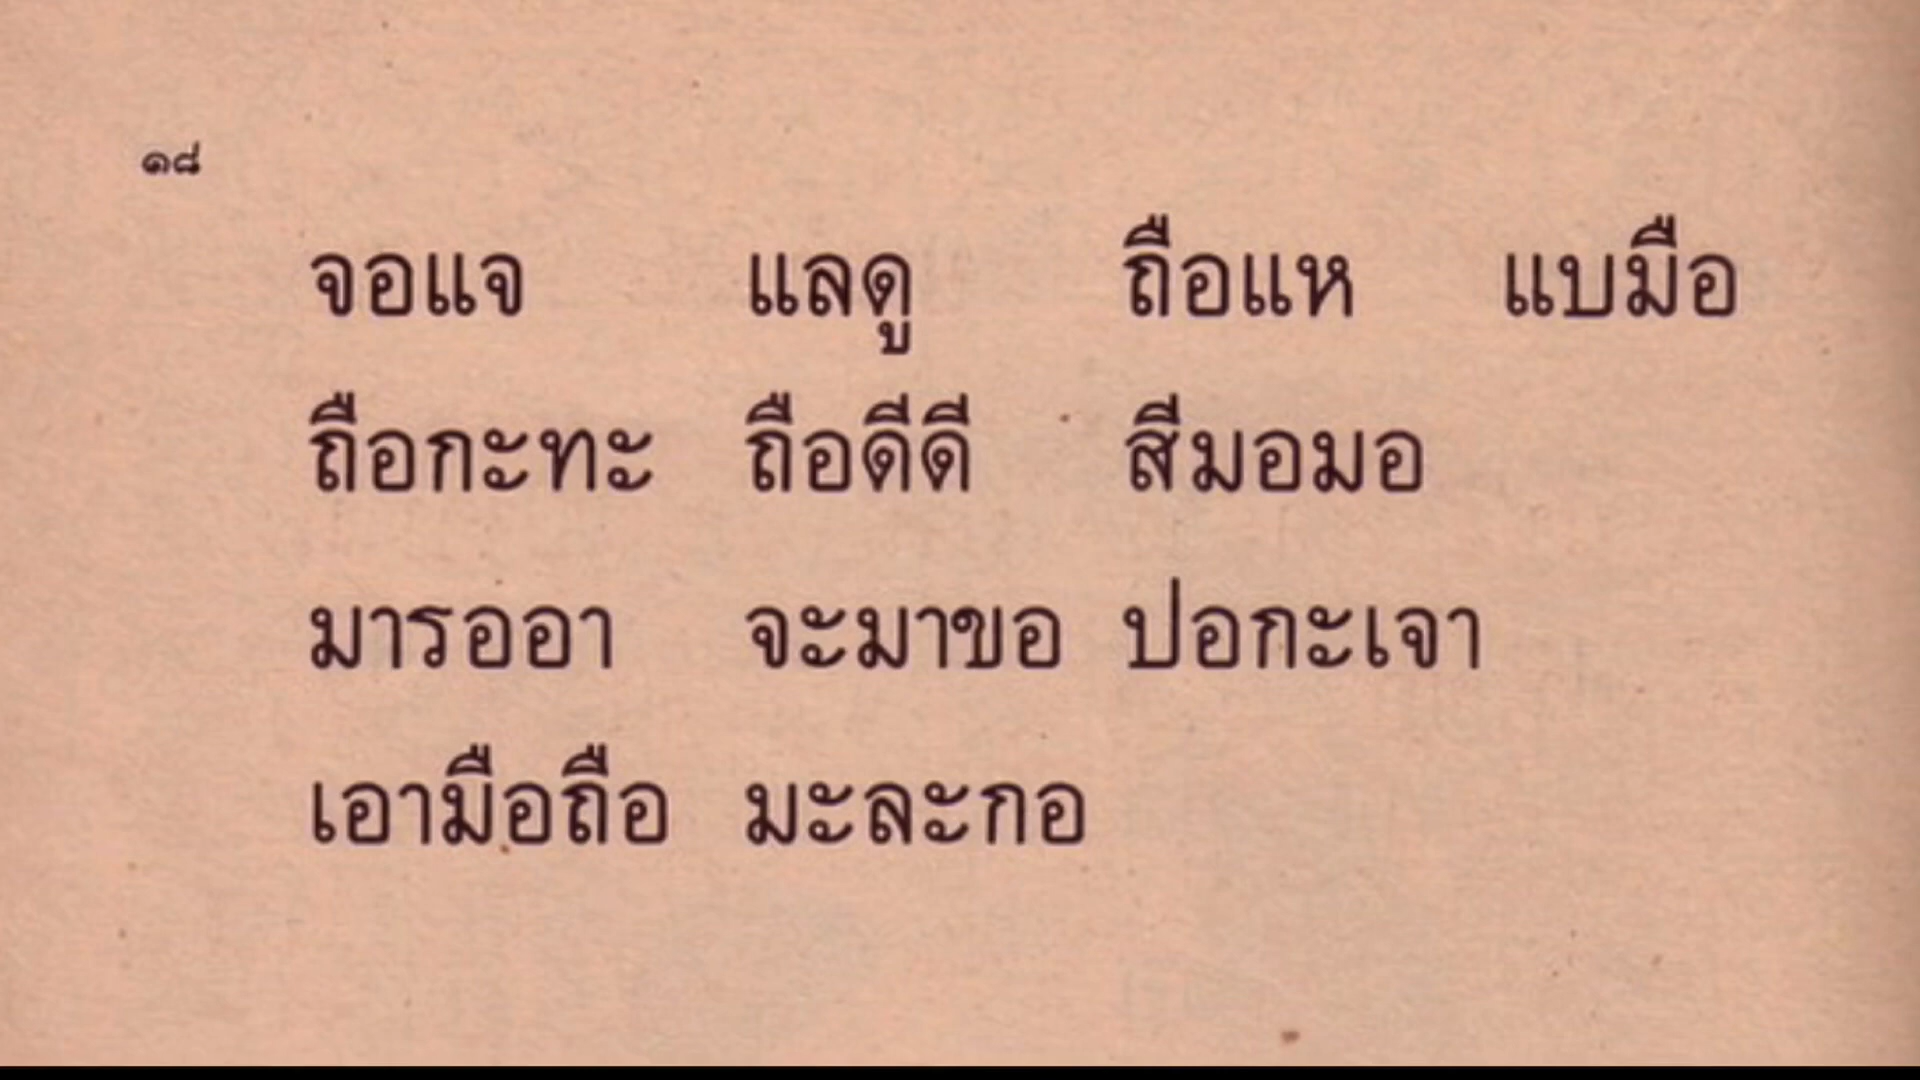 ๑๘
จอแจ แลดู ถือแห แบมือ
ถือกะทะ ถือดีดี สีมอมอ
มารออา จะมาขอ ปอกะเจา
เอามือถือ มะละกอ